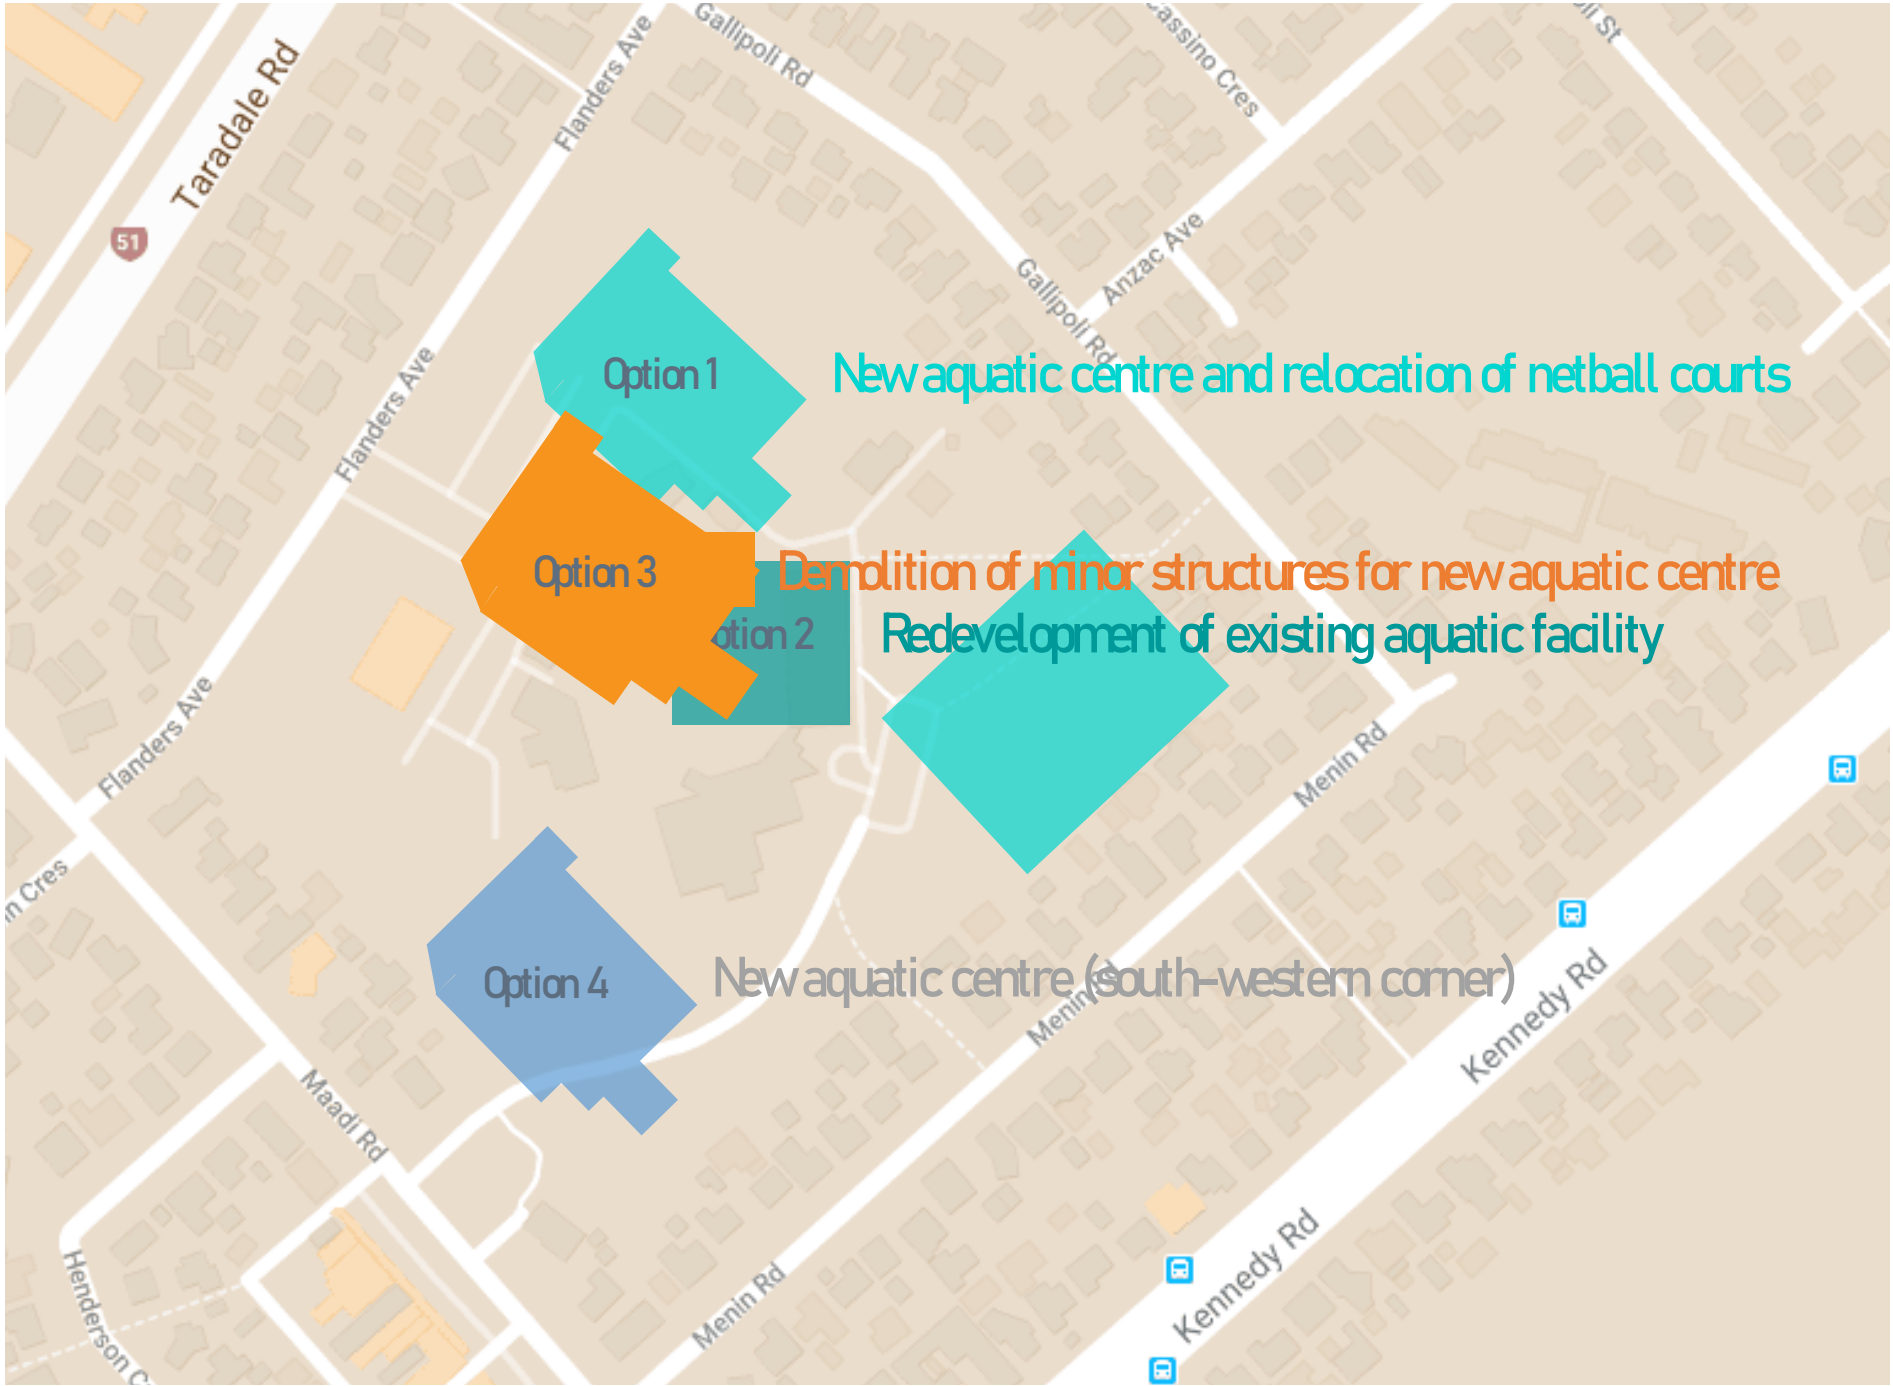 Gallipoli Rd
Cassino Cres
Flanders Ave
Taradale Rd
51
Anzac Ave
Gallipoli Rd
Option 1
New aquatic centre and relocation of netball courts
Flanders Ave
Option 3
Demolition of minor structures for new aquatic centre
ption 2
Redevelopment of existing aquatic facility
Flanders Ave
Menin Rd
n Cres
Option 4
New aquatic centre (south-western corner)
Menin Rd
Kennedy Rd
Maadi Rd
Kennedy Rd
Menin Rd
Henderson C